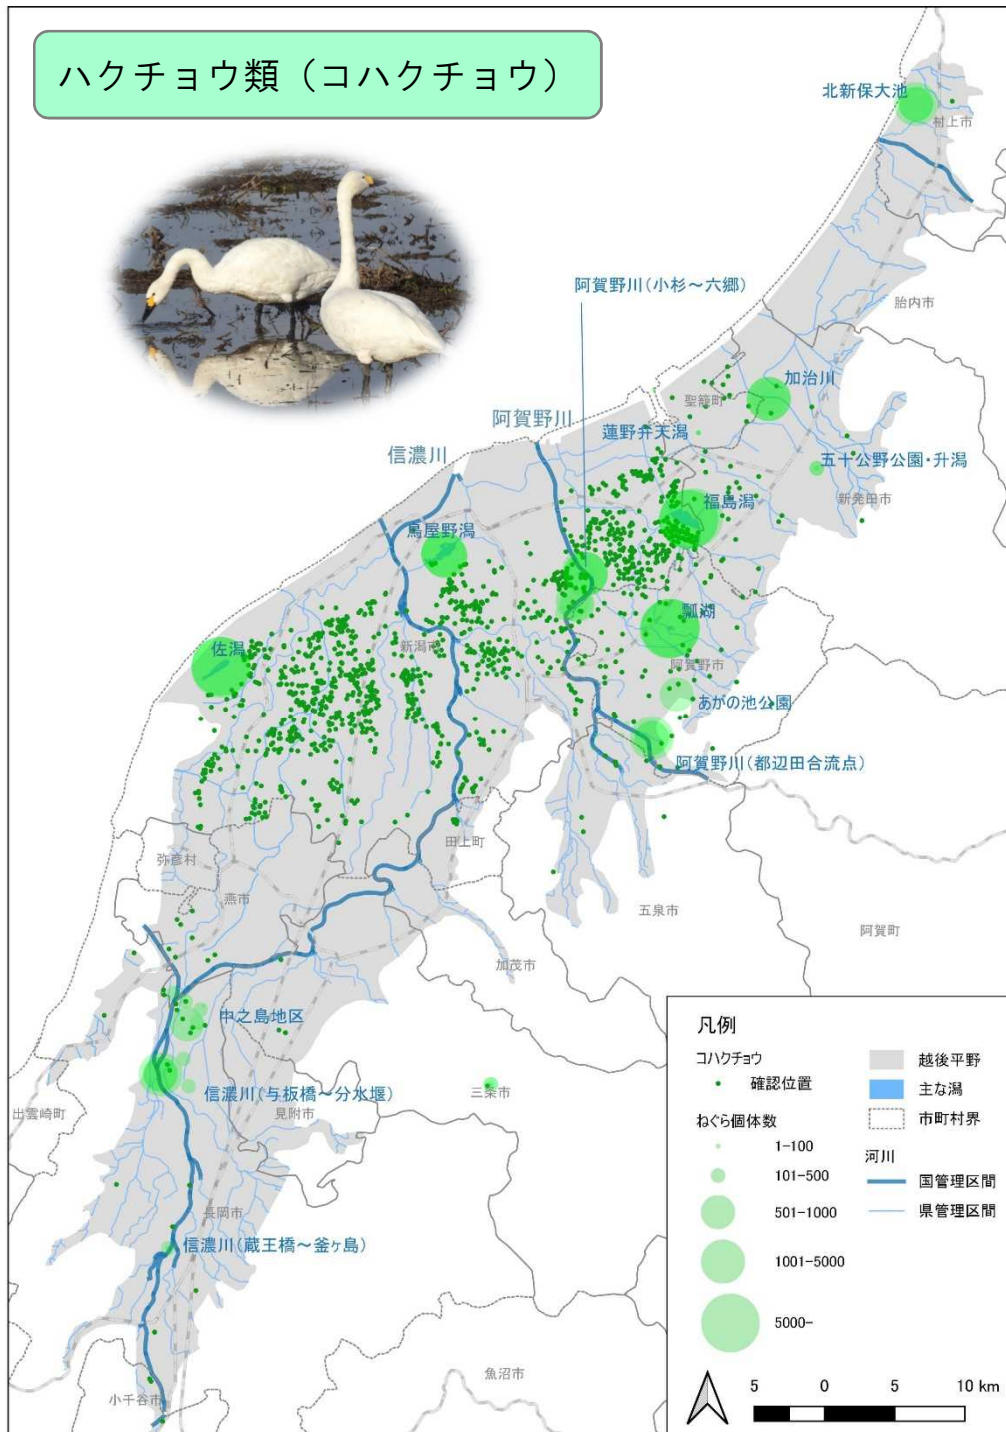 ハクチョウ類（コハクチョウ）
北新保大池
村上市
阿賀野川（小杉～六郷）
胎内市
加治川
聖籠町
阿賀野川
蓮野弁天潟
信濃川
五十公野公園・升潟
新発田市
福島潟
鳥屋野潟
瓢湖
新潟市
佐潟
阿賀野市
あがの池公園
阿賀野川（都辺田合流点）
田上町
弥彦村
燕市
五泉市
阿賀町
加茂市
中之島地区
信濃川（与板橋～分水堰）
三条市
出雲崎町
見附市
長岡市
信濃川（蔵王橋～釜ヶ島）
魚沼市
小千谷市
凡例
コハクチョウ
確認位置
ねぐら個体数
1-100
101-500
501-1000
1001-5000
5000-
越後平野
主な潟
市町村界
河川
国管理区間
県管理区間
5 0 5 10 km